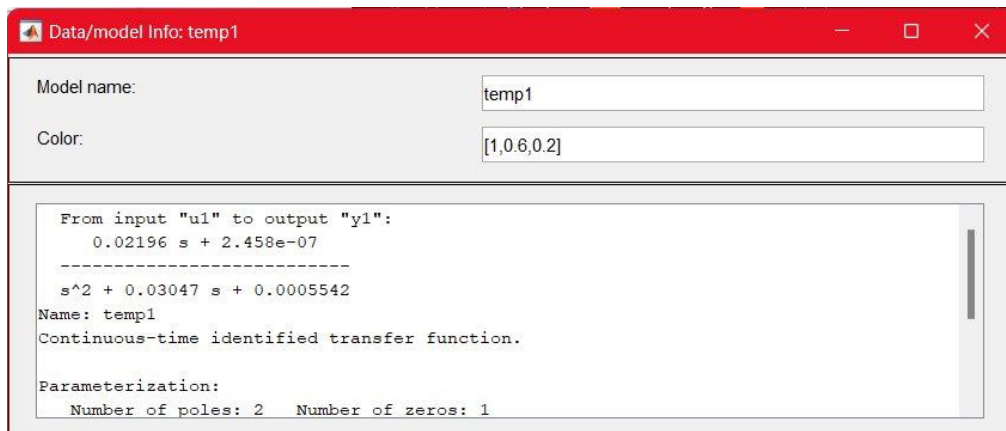 Data/model Info: temp1
Model name:
temp1
Color:
[1,0.6,0.2]
From input "u1" to output "y1":
0.02196 s + 2.458e-07
---------------------------
s^2 + 0.03047 s + 0.0005542
Name: temp1
Continuous-time identified transfer function.
Parameterization:
Number of poles: 2   Number of zeros: 1